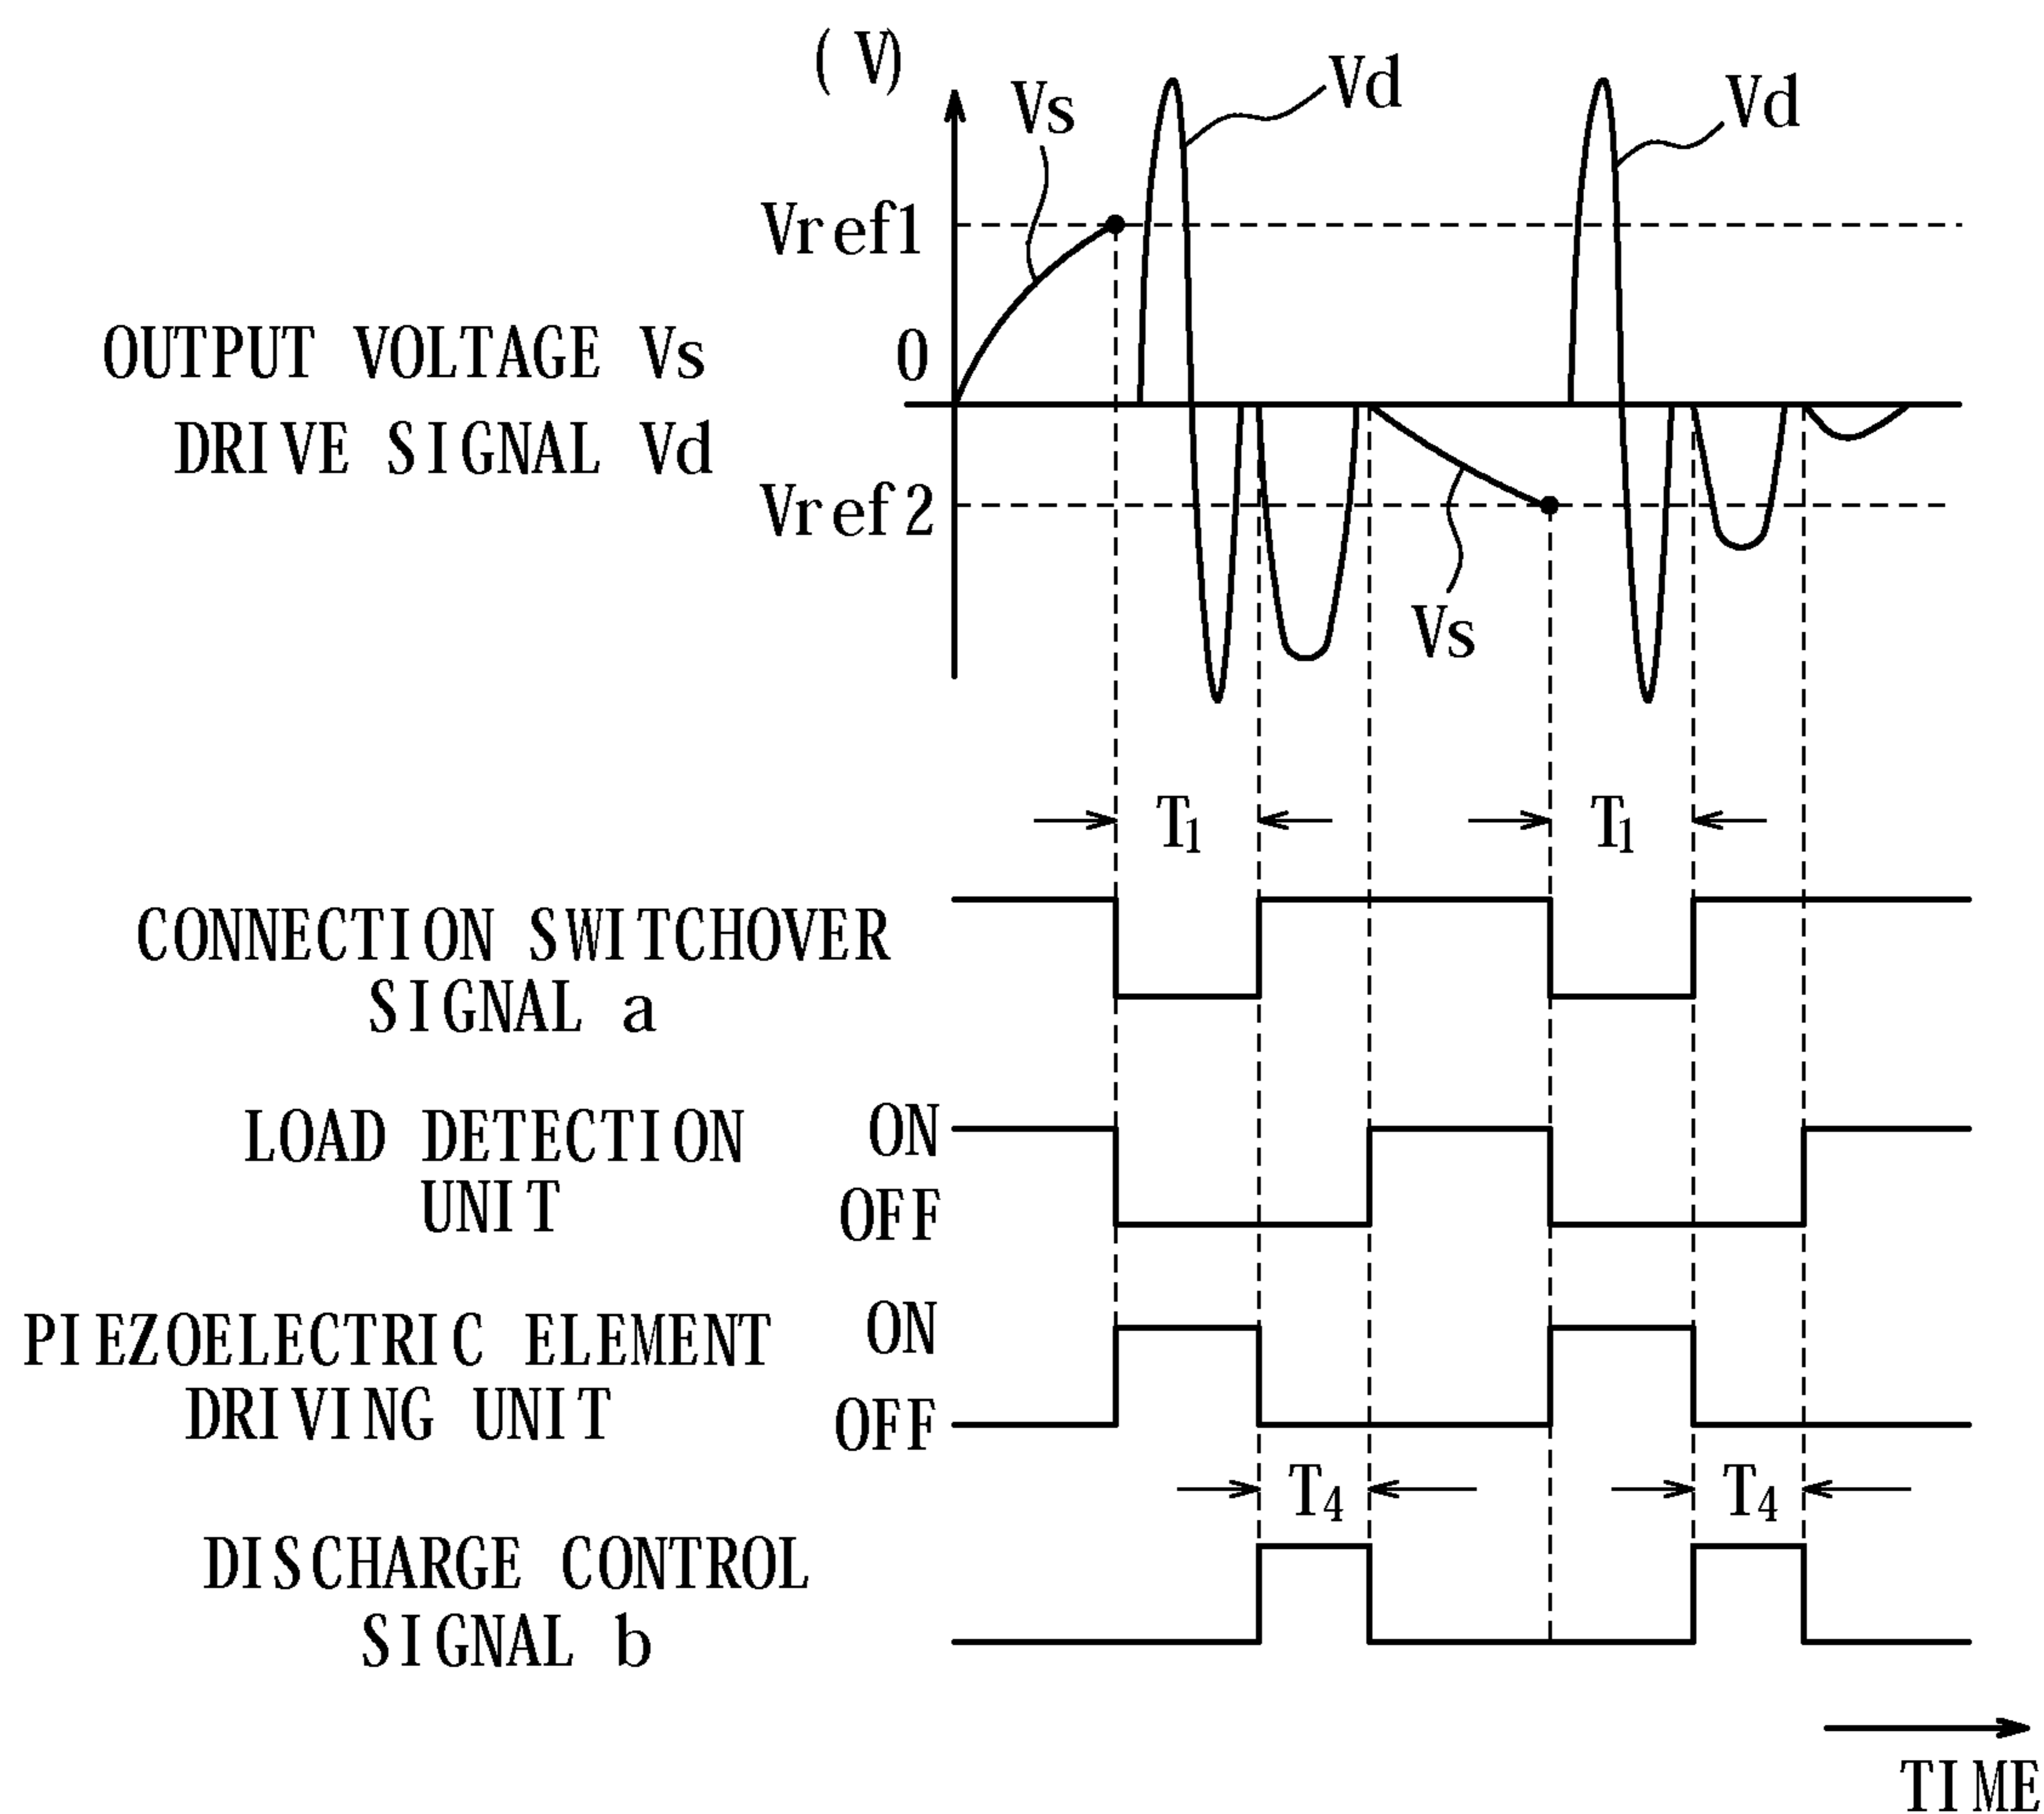 (V)
Vs
Vd
Vd
Vref1
OUTPUT VOLTAGE Vs
0
DRIVE SIGNAL Vd
Vref2
Vs
T1
T1
CONNECTION SWITCHOVER
SIGNAL a
LOAD DETECTION
UNIT
ON
OFF
PIEZOELECTRIC ELEMENT
DRIVING UNIT
ON
OFF
T4
T4
DISCHARGE CONTROL
SIGNAL b
TIME